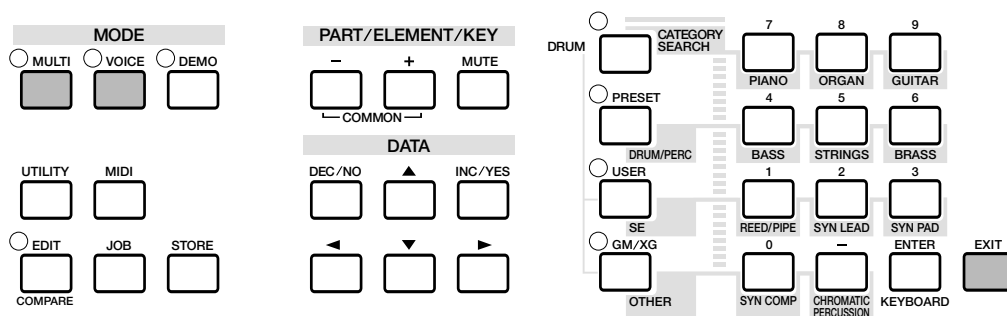 MODE
MULTI VOICE DEMO
UTILITY MIDI
EDIT JOB STORE
COMPARE
PART/ELEMENT/KEY
– + MUTE
COMMON
DATA
DEC/NO ▲ INC/YES
◄ ▼ ►
DRUM
CATEGORY
SEARCH
7 8 9
PIANO ORGAN GUITAR
PRESET 4 5 6
DRUM/PERC BASS STRINGS BRASS
USER 1 2 3
SE REED/PIPE SYN LEAD SYN PAD
GM/XG 0 – ENTER EXIT
OTHER SYN COMP CHROMATIC
PERCUSSION KEYBOARD